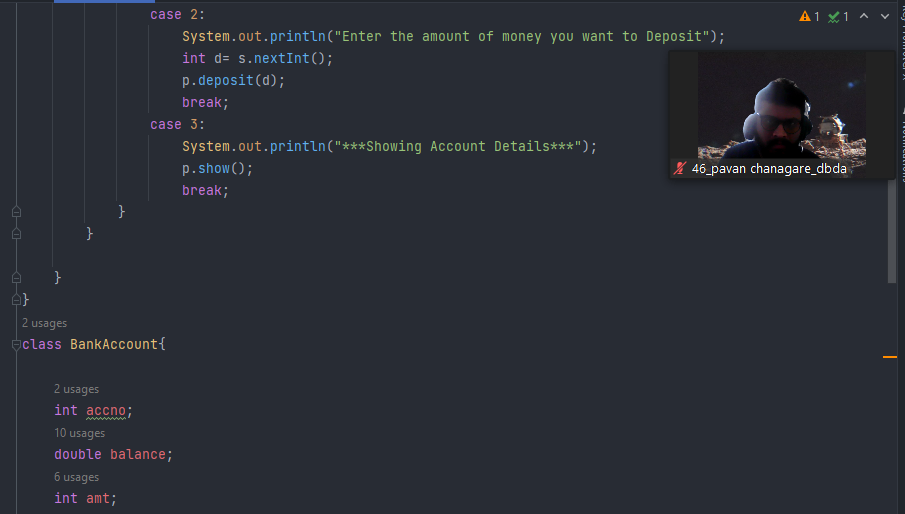 case 2:
System.out.println("Enter the amount of money you want to Deposit");
int d= s.nextInt();
p.deposit(d);
break;
case 3:
System.out.println("***Showing Account Details***");
p.show();
break;
}
}
}
}
2 usages
class BankAccount{
2 usages
int accno;
10 usages
double balance;
6 usages
int amt;
1
1
46_pavan chanagare_dbda